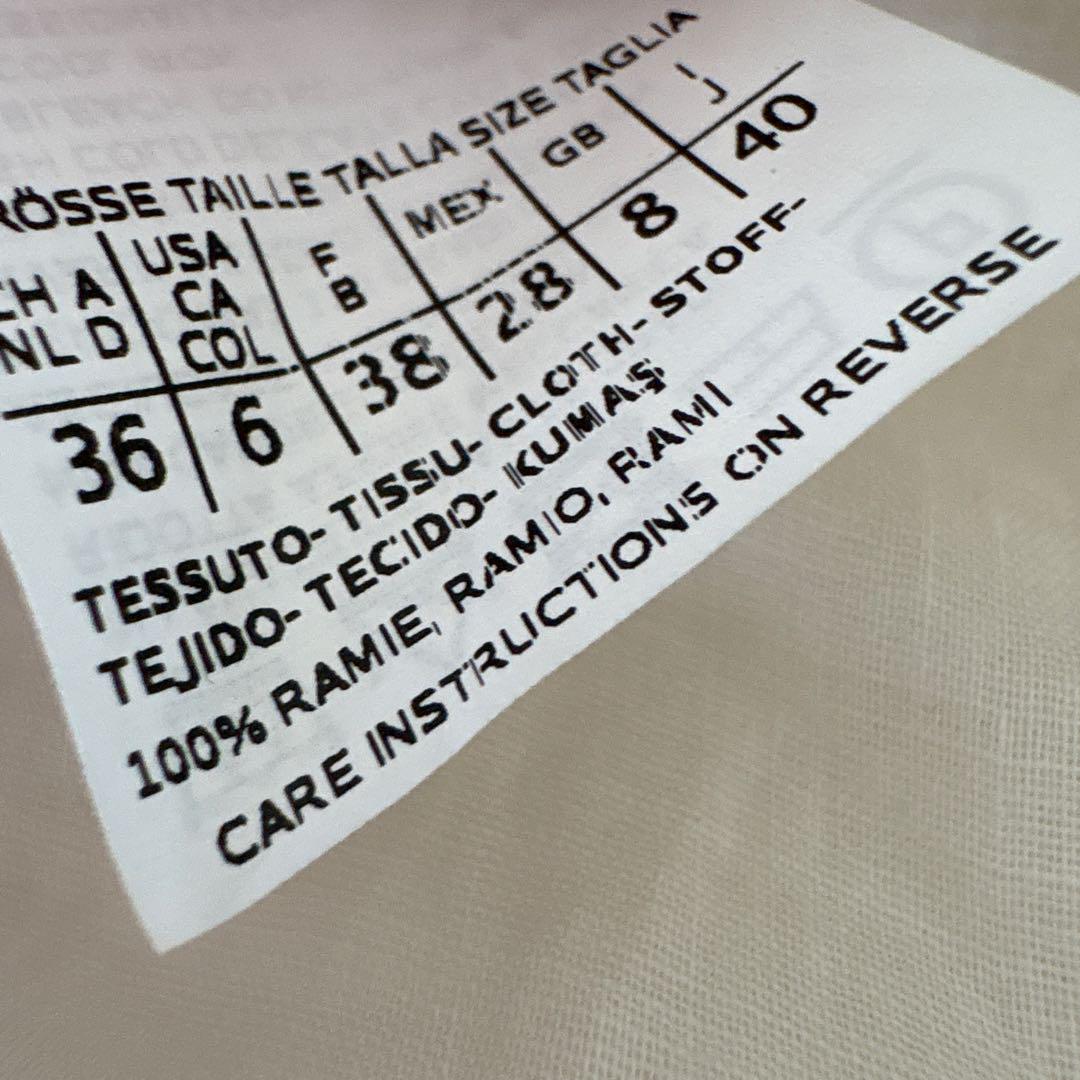 RÖSSE TAILLE TALLA SIZE TAGLIA
CH A USA F MEX GB I
NL D CA B J
COL
36 6 38 28 8 40
TESSUTO- TISSU- CLOTH- STOFF-
TEJIDO- TECIDO- KUMAŞ
100% RAMIE, RAMIO, RAMI
CARE INSTRUCTIONS ON REVERSE